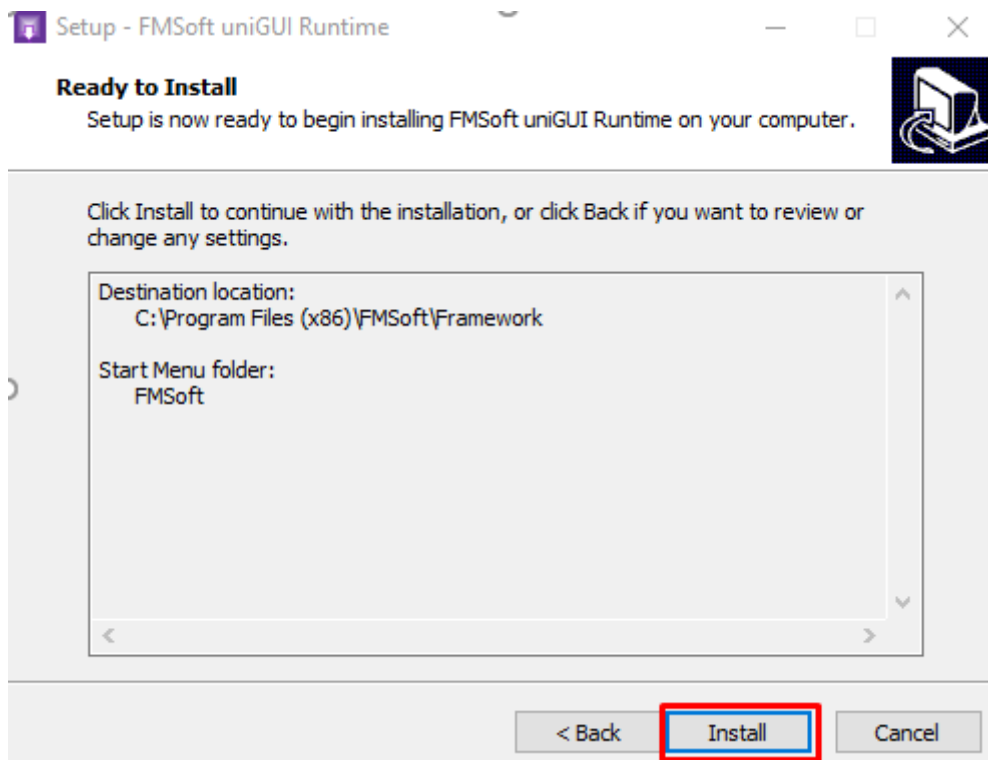 Setup - FMSoft uniGUI Runtime
Ready to Install
Setup is now ready to begin installing FMSoft uniGUI Runtime on your computer.
Click Install to continue with the installation, or click Back if you want to review or
change any settings.
Destination location:
C:\Program Files (x86)\FMSoft\Framework
Start Menu folder:
FMSoft
< Back
Install
Cancel